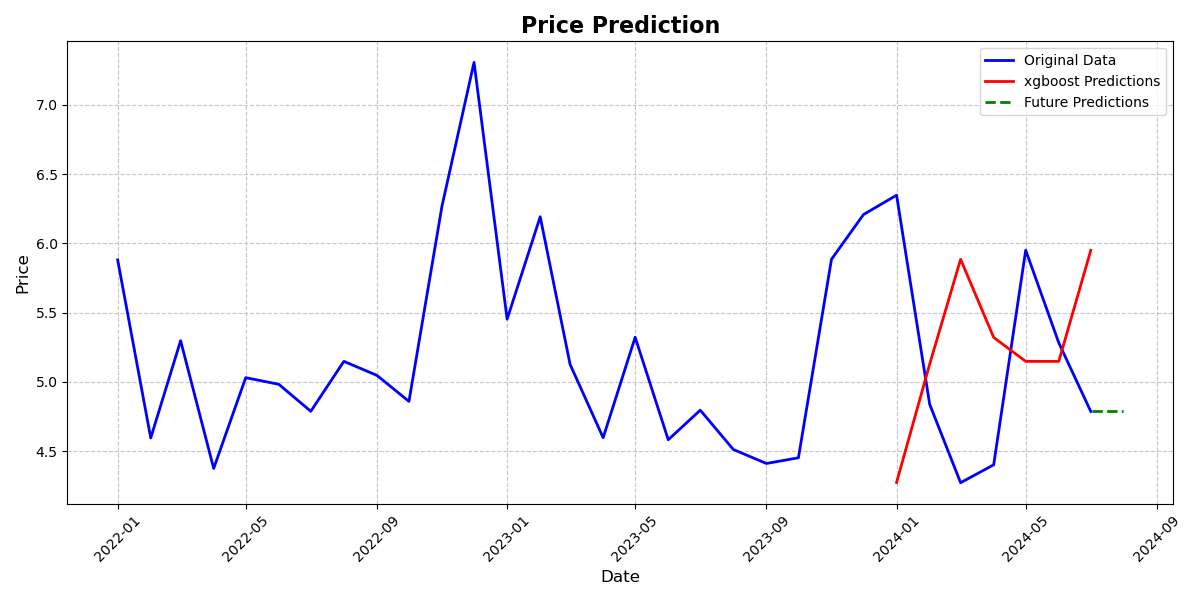 Price Prediction
Original Data
xgboost Predictions
Future Predictions
Price
7.0
6.5
6.0
5.5
5.0
4.5
2022-01
2022-05
2022-09
2023-01
2023-05
2023-09
2024-01
2024-05
2024-09
Date